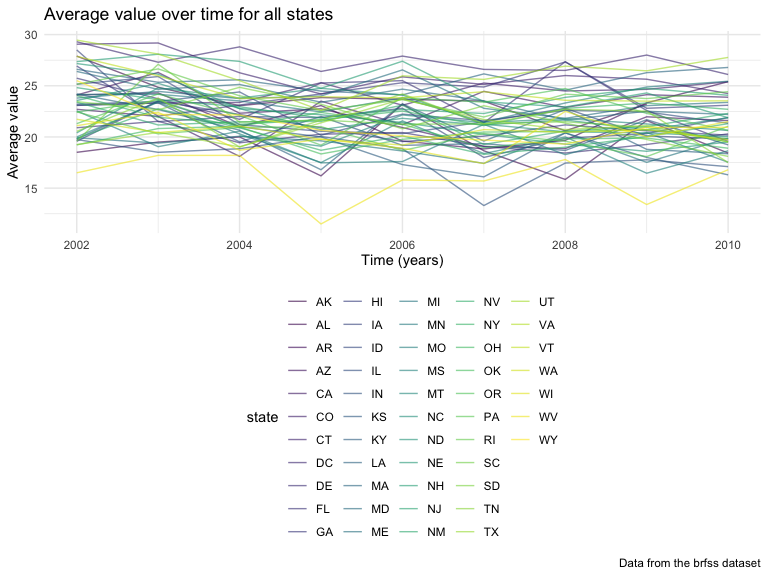 Average value over time for all states
30
25
20
15
Average value
2002 2004 2006 2008 2010
Time (years)
state
AK HI MI NV UT
AL IA MN NY VA
AR ID MO OH VT
AZ IL MS OK WA
CA IN MT OR WI
CO KS NC PA WV
CT KY ND RI WY
DC LA NE SC
DE MA NH SD
FL MD NJ TN
GA ME NM TX
Data from the brfss dataset